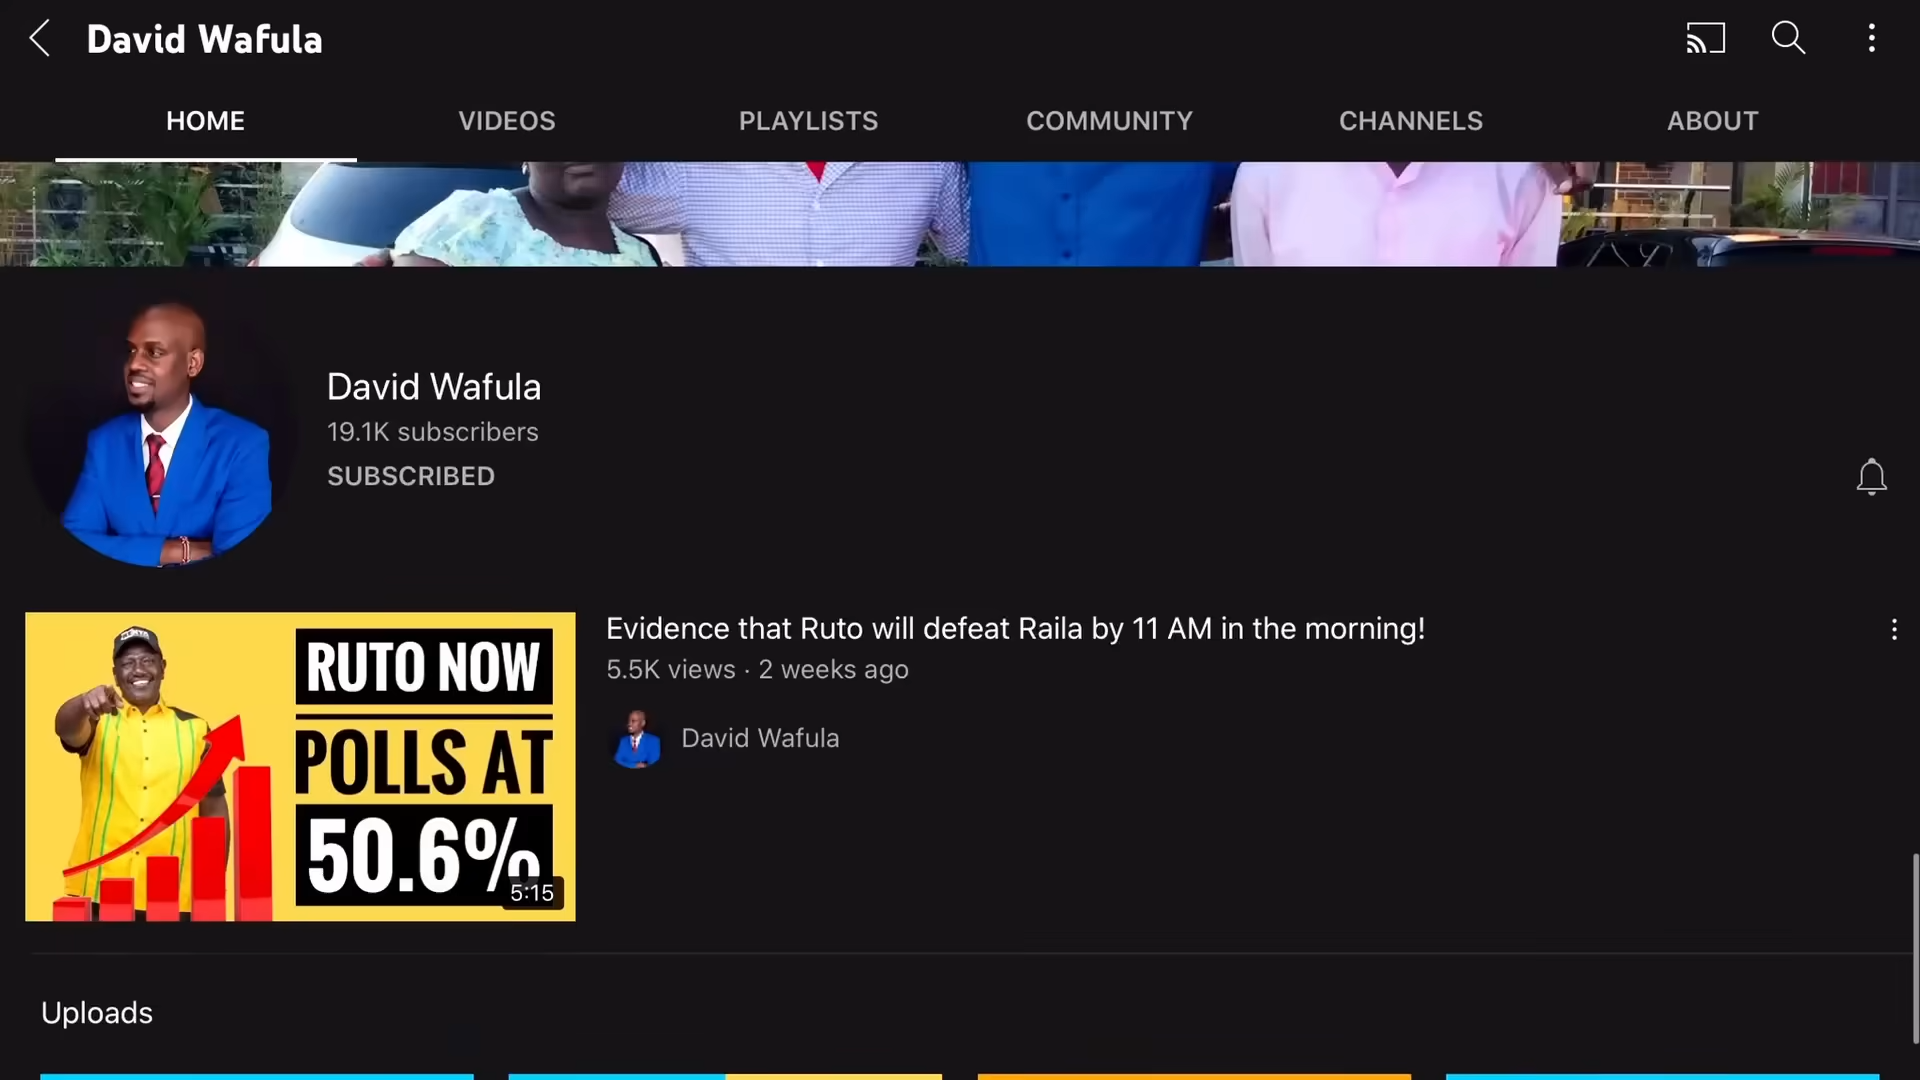 David Wafula
HOME
VIDEOS
PLAYLISTS
COMMUNITY
CHANNELS
ABOUT
David Wafula
19.1K subscribers
SUBSCRIBED
RUTO NOW
POLLS AT
50.6%
5:15
Evidence that Ruto will defeat Raila by 11 AM in the morning!
5.5K views · 2 weeks ago
David Wafula
Uploads